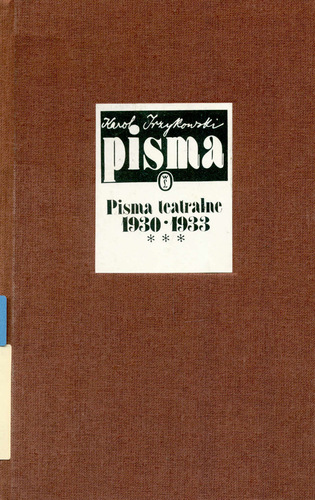 Karol Irzykowski
pisma
Pisma teatralne
1930 • 1933
***